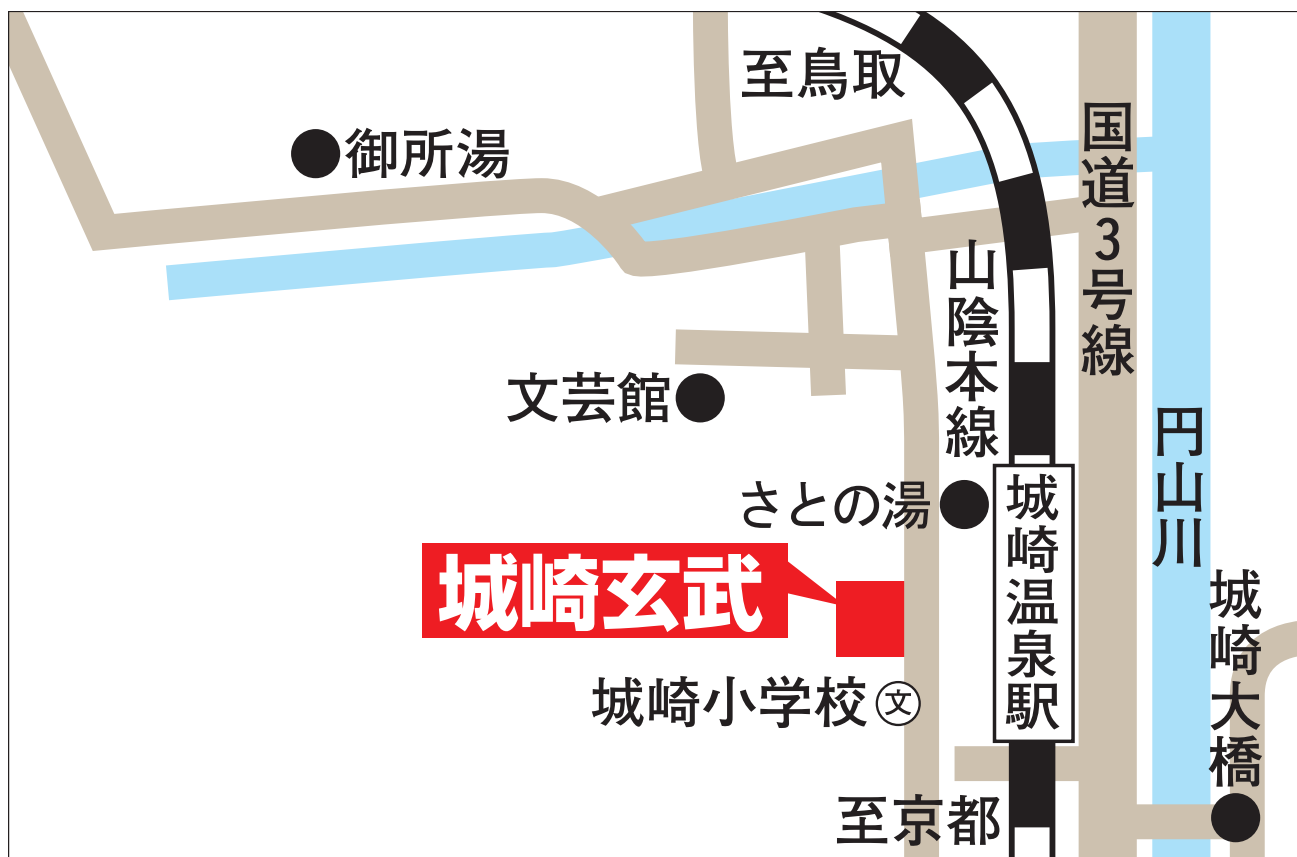 至鳥取
御所湯
国道3号線
山陰本線
文芸館
円山川
さとの湯
城崎温泉駅
城崎玄武
城崎大橋
城崎小学校
文
至京都